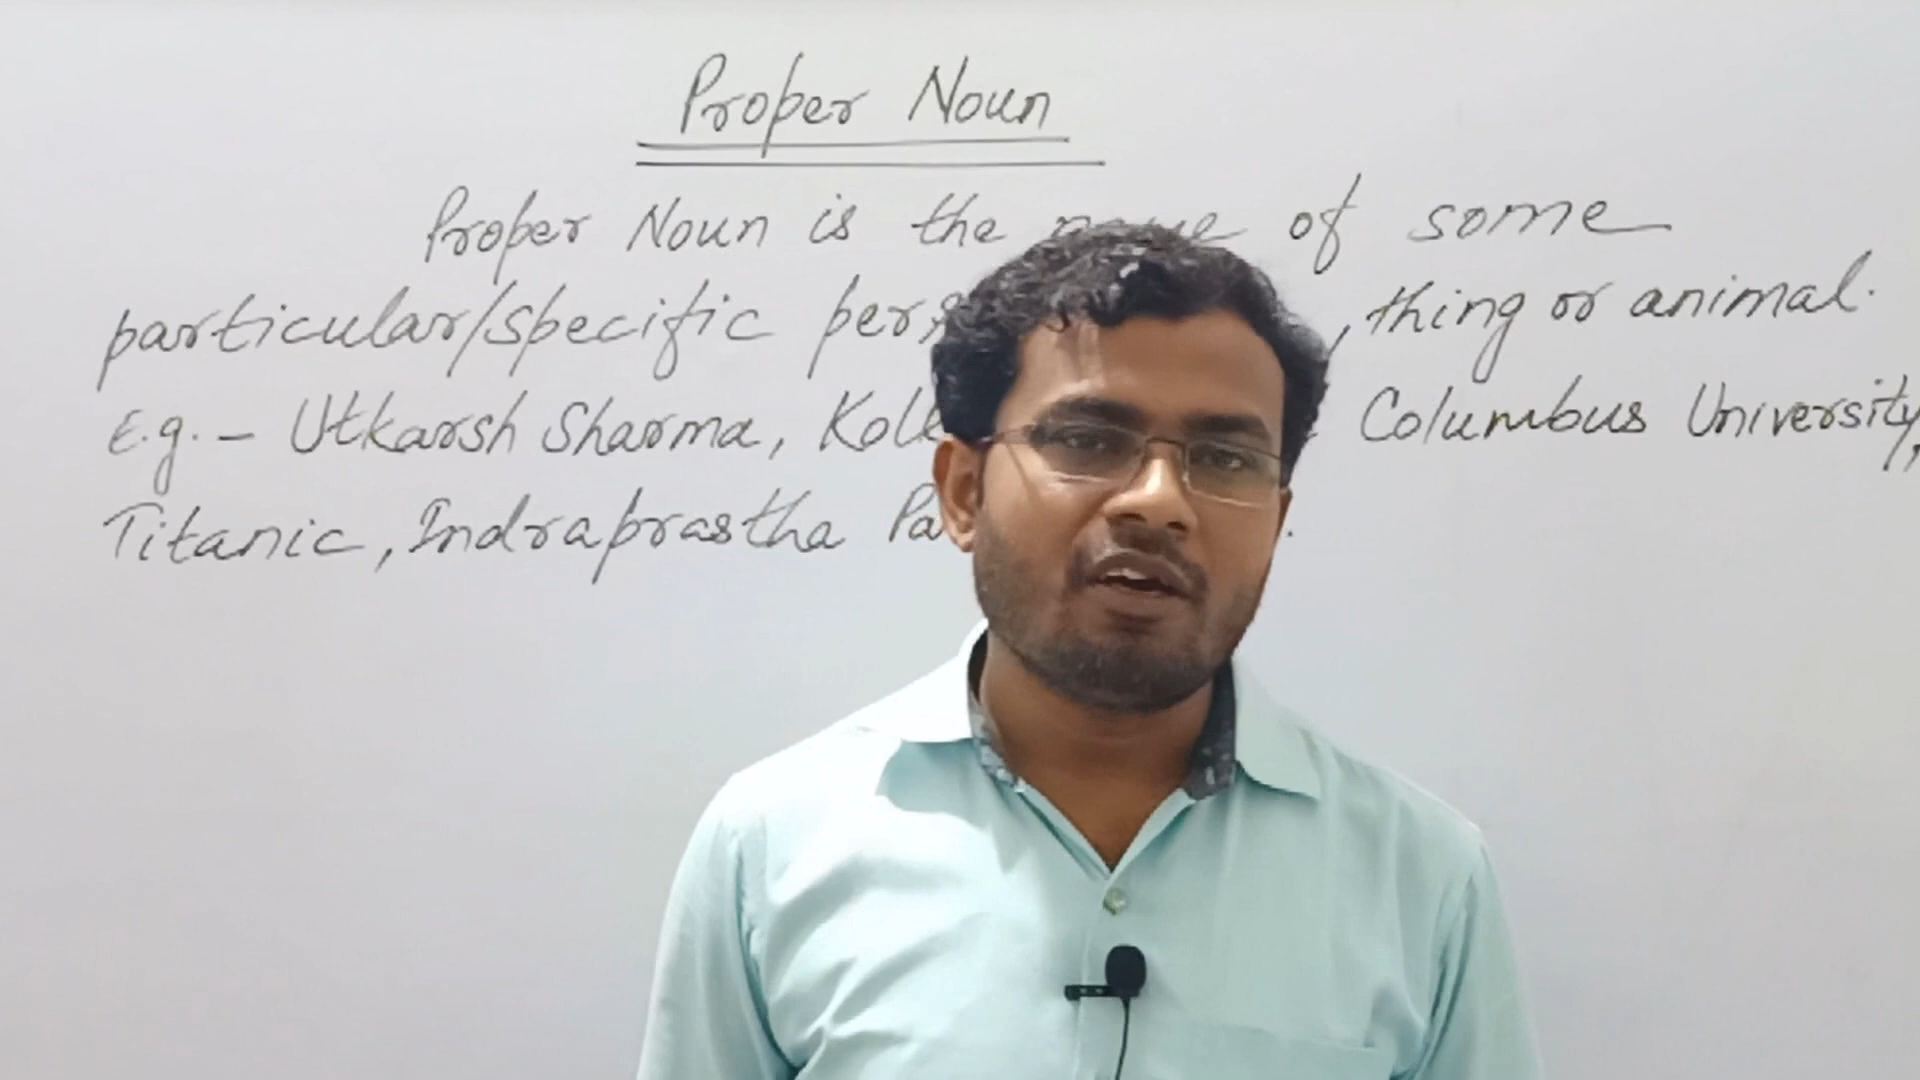 Proper Noun
Proper Noun is the name of some
particular/specific , thing or animal.
E.g. - Utkarsh Sharma, Columbus University,
Titanic, Indraprastha